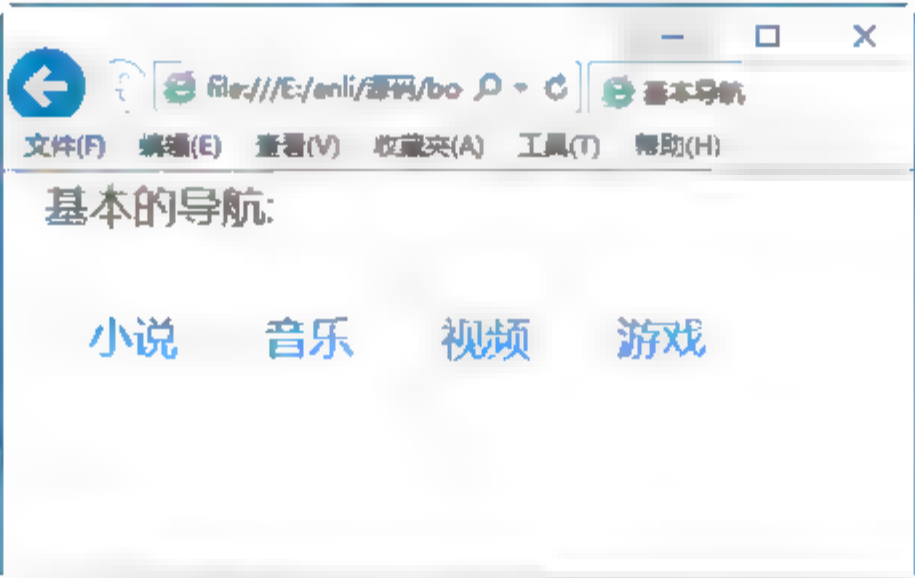 file:///E:/anli/源码/bo 基本导航
文件(F) 编辑(E) 查看(V) 收藏夹(A) 工具(T) 帮助(H)
基本的导航:
小说 音乐 视频 游戏